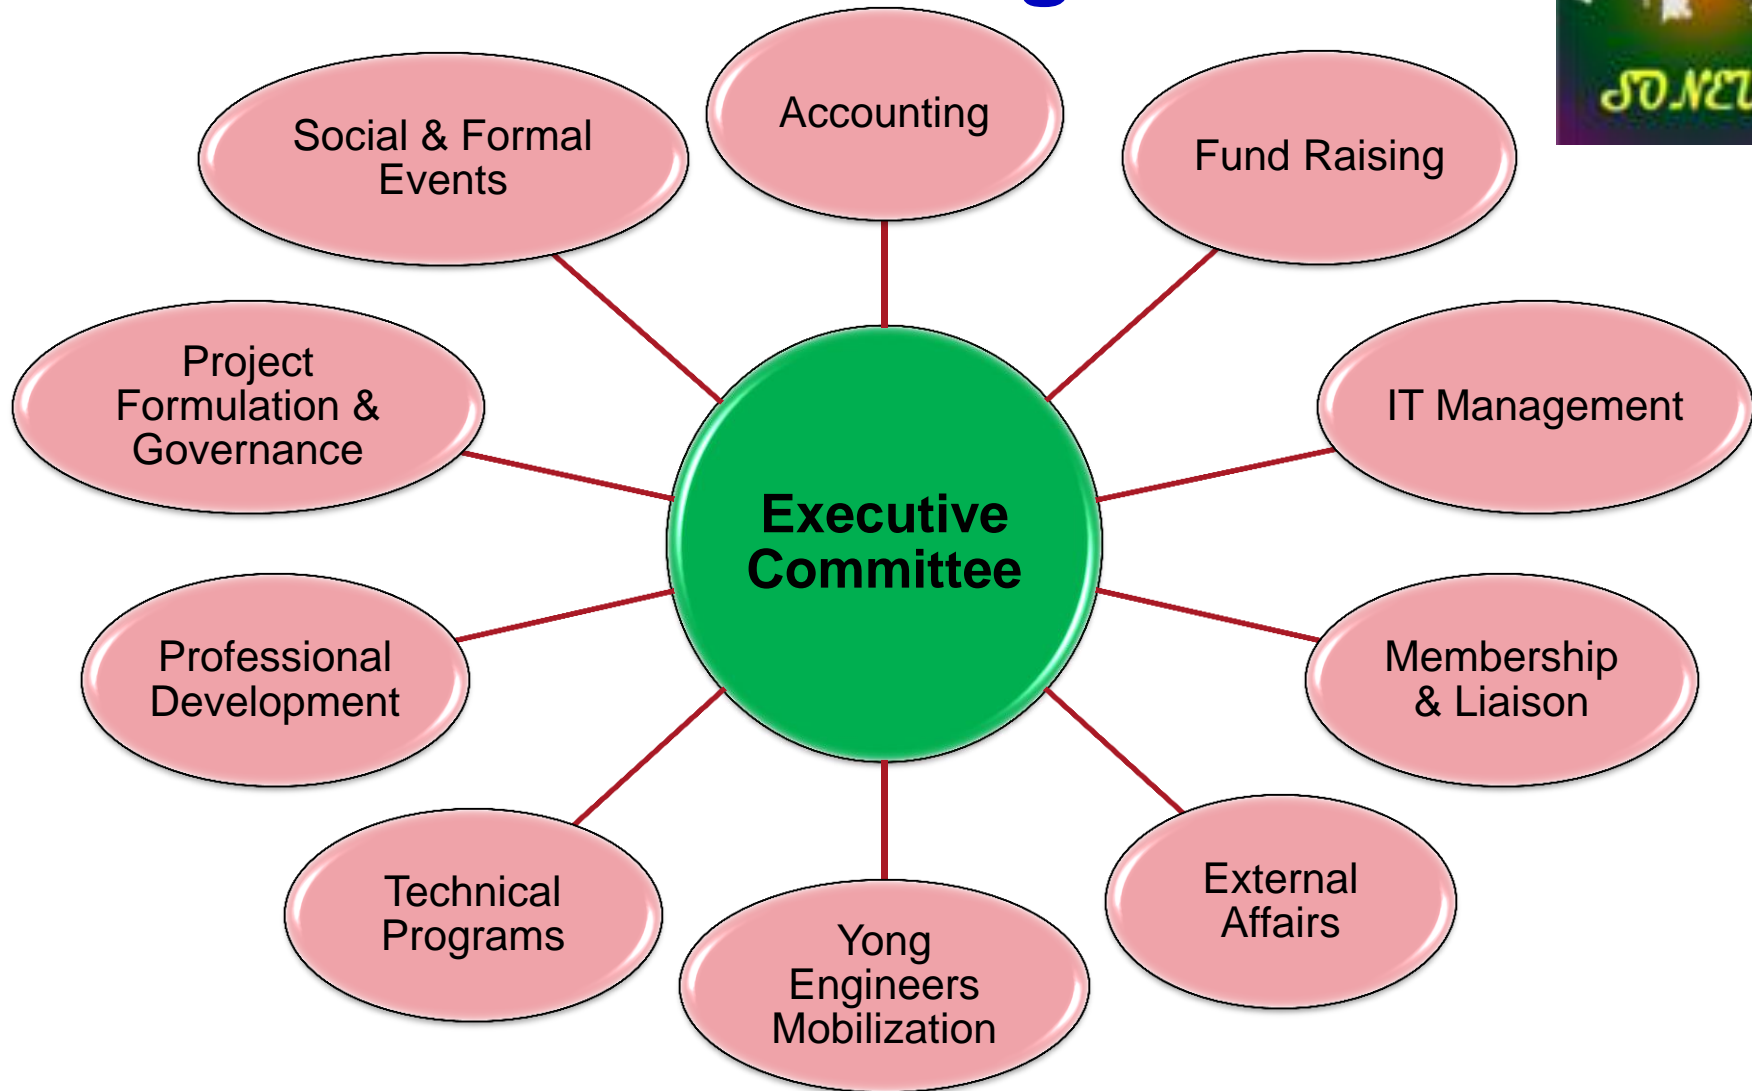 Accounting
Fund Raising
IT Management
Membership
& Liaison
External
Affairs
Yong
Engineers
Mobilization
Technical
Programs
Professional
Development
Project
Formulation &
Governance
Social & Formal
Events
Executive
Committee